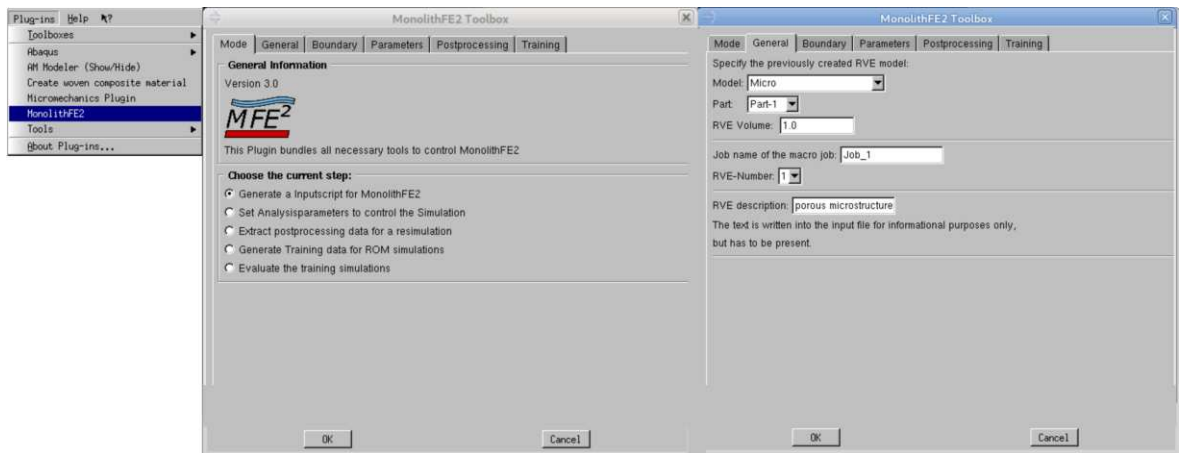 Plug-ins Help
Toolboxes
Abaqus
AM Modeler (Show/Hide)
Create woven composite material
Micromechanics Plugin
MonolithFE2
Tools
About Plug-ins...
MonolithFE2 Toolbox
Mode General Boundary Parameters Postprocessing Training
General Information
Version 3.0
MFE²
This Plugin bundles all necessary tools to control MonolithFE2
Choose the current step:
Generate a Inputscript for MonolithFE2
Set Analysisparameters to control the Simulation
Extract postprocessing data for a resimulation
Generate Training data for ROM simulations
Evaluate the training simulations
OK Cancel
MonolithFE2 Toolbox
Mode General Boundary Parameters Postprocessing Training
Specify the previously created RVE model:
Model: Micro
Part: Part-1
RVE Volume: 1.0
Job name of the macro job: Job_1
RVE-Number: 1
RVE description: porous microstructure
The text is written into the input file for informational purposes only,
but has to be present.
OK Cancel